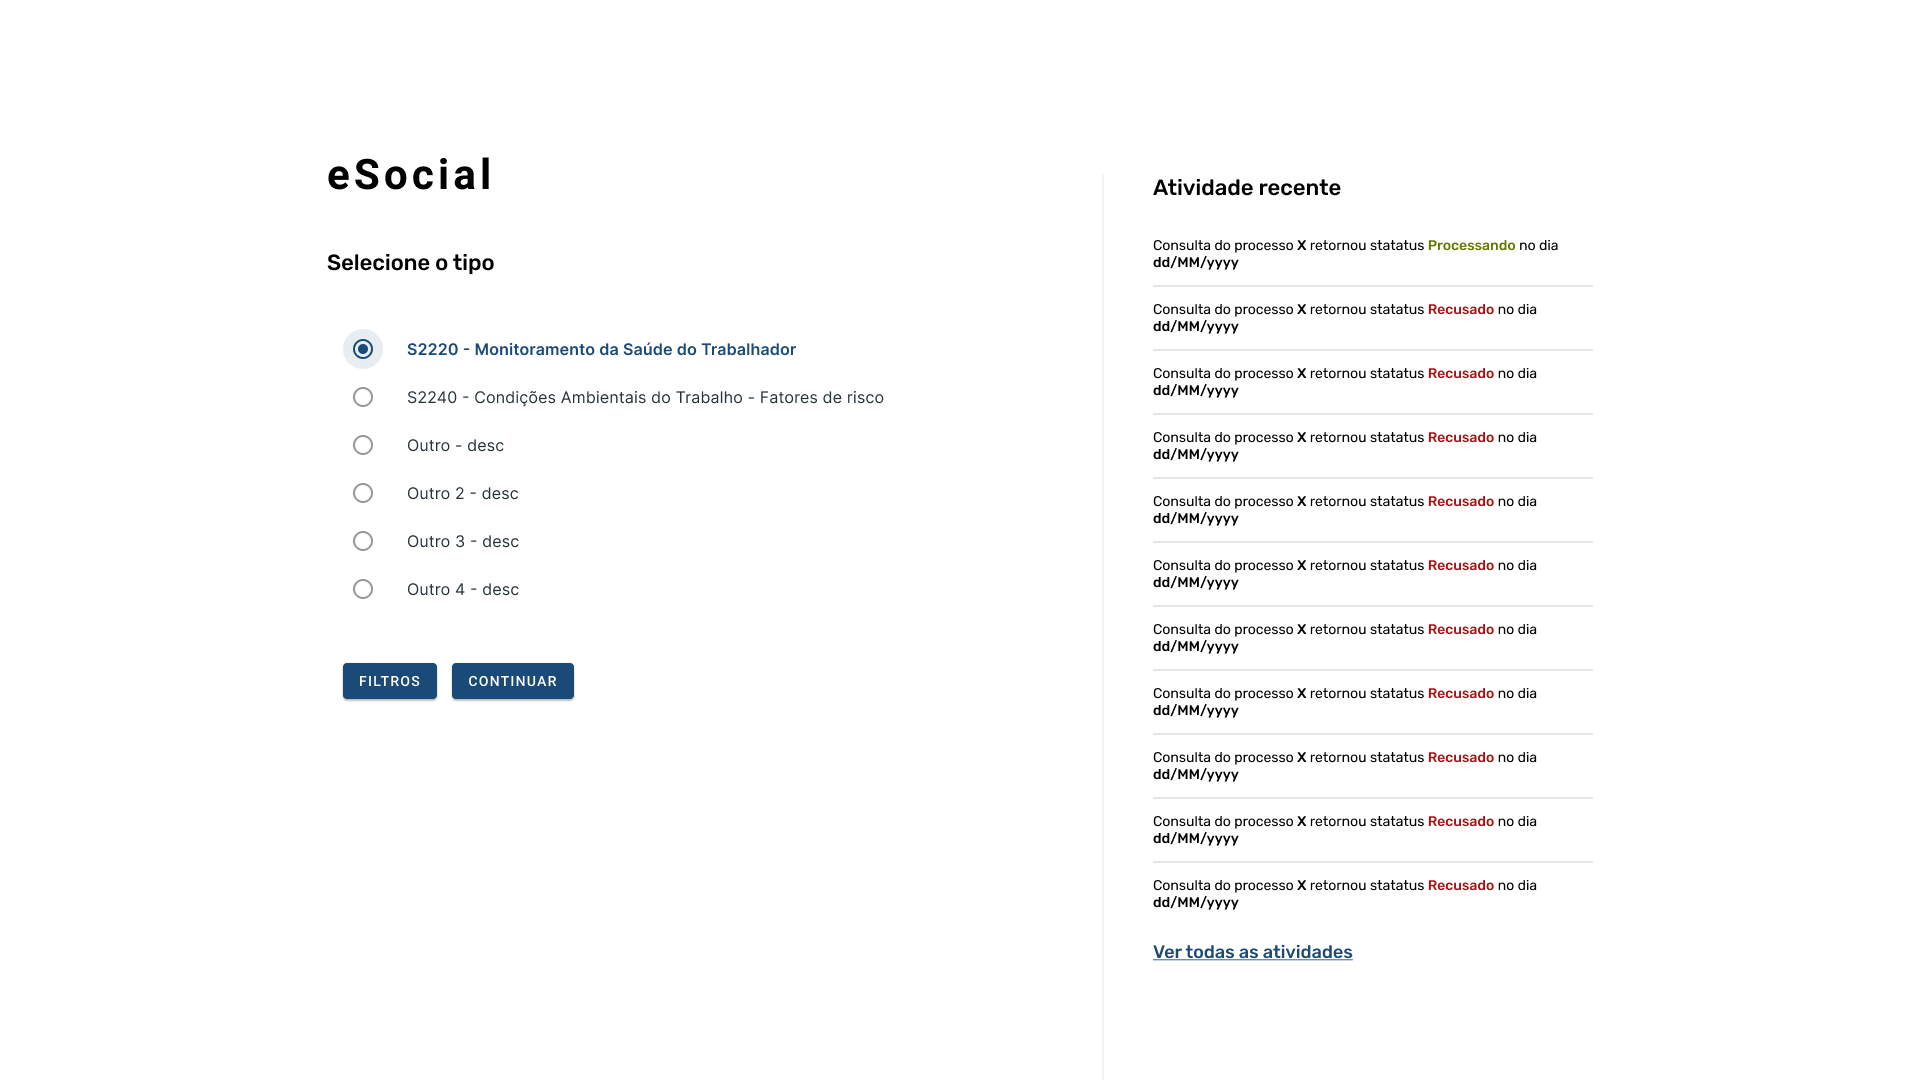 eSocial
Selecione o tipo
S2220 - Monitoramento da Saúde do Trabalhador
S2240 - Condições Ambientais do Trabalho - Fatores de risco
Outro - desc
Outro 2 - desc
Outro 3 - desc
Outro 4 - desc
FILTROS
CONTINUAR
Atividade recente
Consulta do processo X retornou statatus Processando no dia
dd/MM/yyyy
Consulta do processo X retornou statatus Recusado no dia
dd/MM/yyyy
Consulta do processo X retornou statatus Recusado no dia
dd/MM/yyyy
Consulta do processo X retornou statatus Recusado no dia
dd/MM/yyyy
Consulta do processo X retornou statatus Recusado no dia
dd/MM/yyyy
Consulta do processo X retornou statatus Recusado no dia
dd/MM/yyyy
Consulta do processo X retornou statatus Recusado no dia
dd/MM/yyyy
Consulta do processo X retornou statatus Recusado no dia
dd/MM/yyyy
Consulta do processo X retornou statatus Recusado no dia
dd/MM/yyyy
Consulta do processo X retornou statatus Recusado no dia
dd/MM/yyyy
Consulta do processo X retornou statatus Recusado no dia
dd/MM/yyyy
Ver todas as atividades